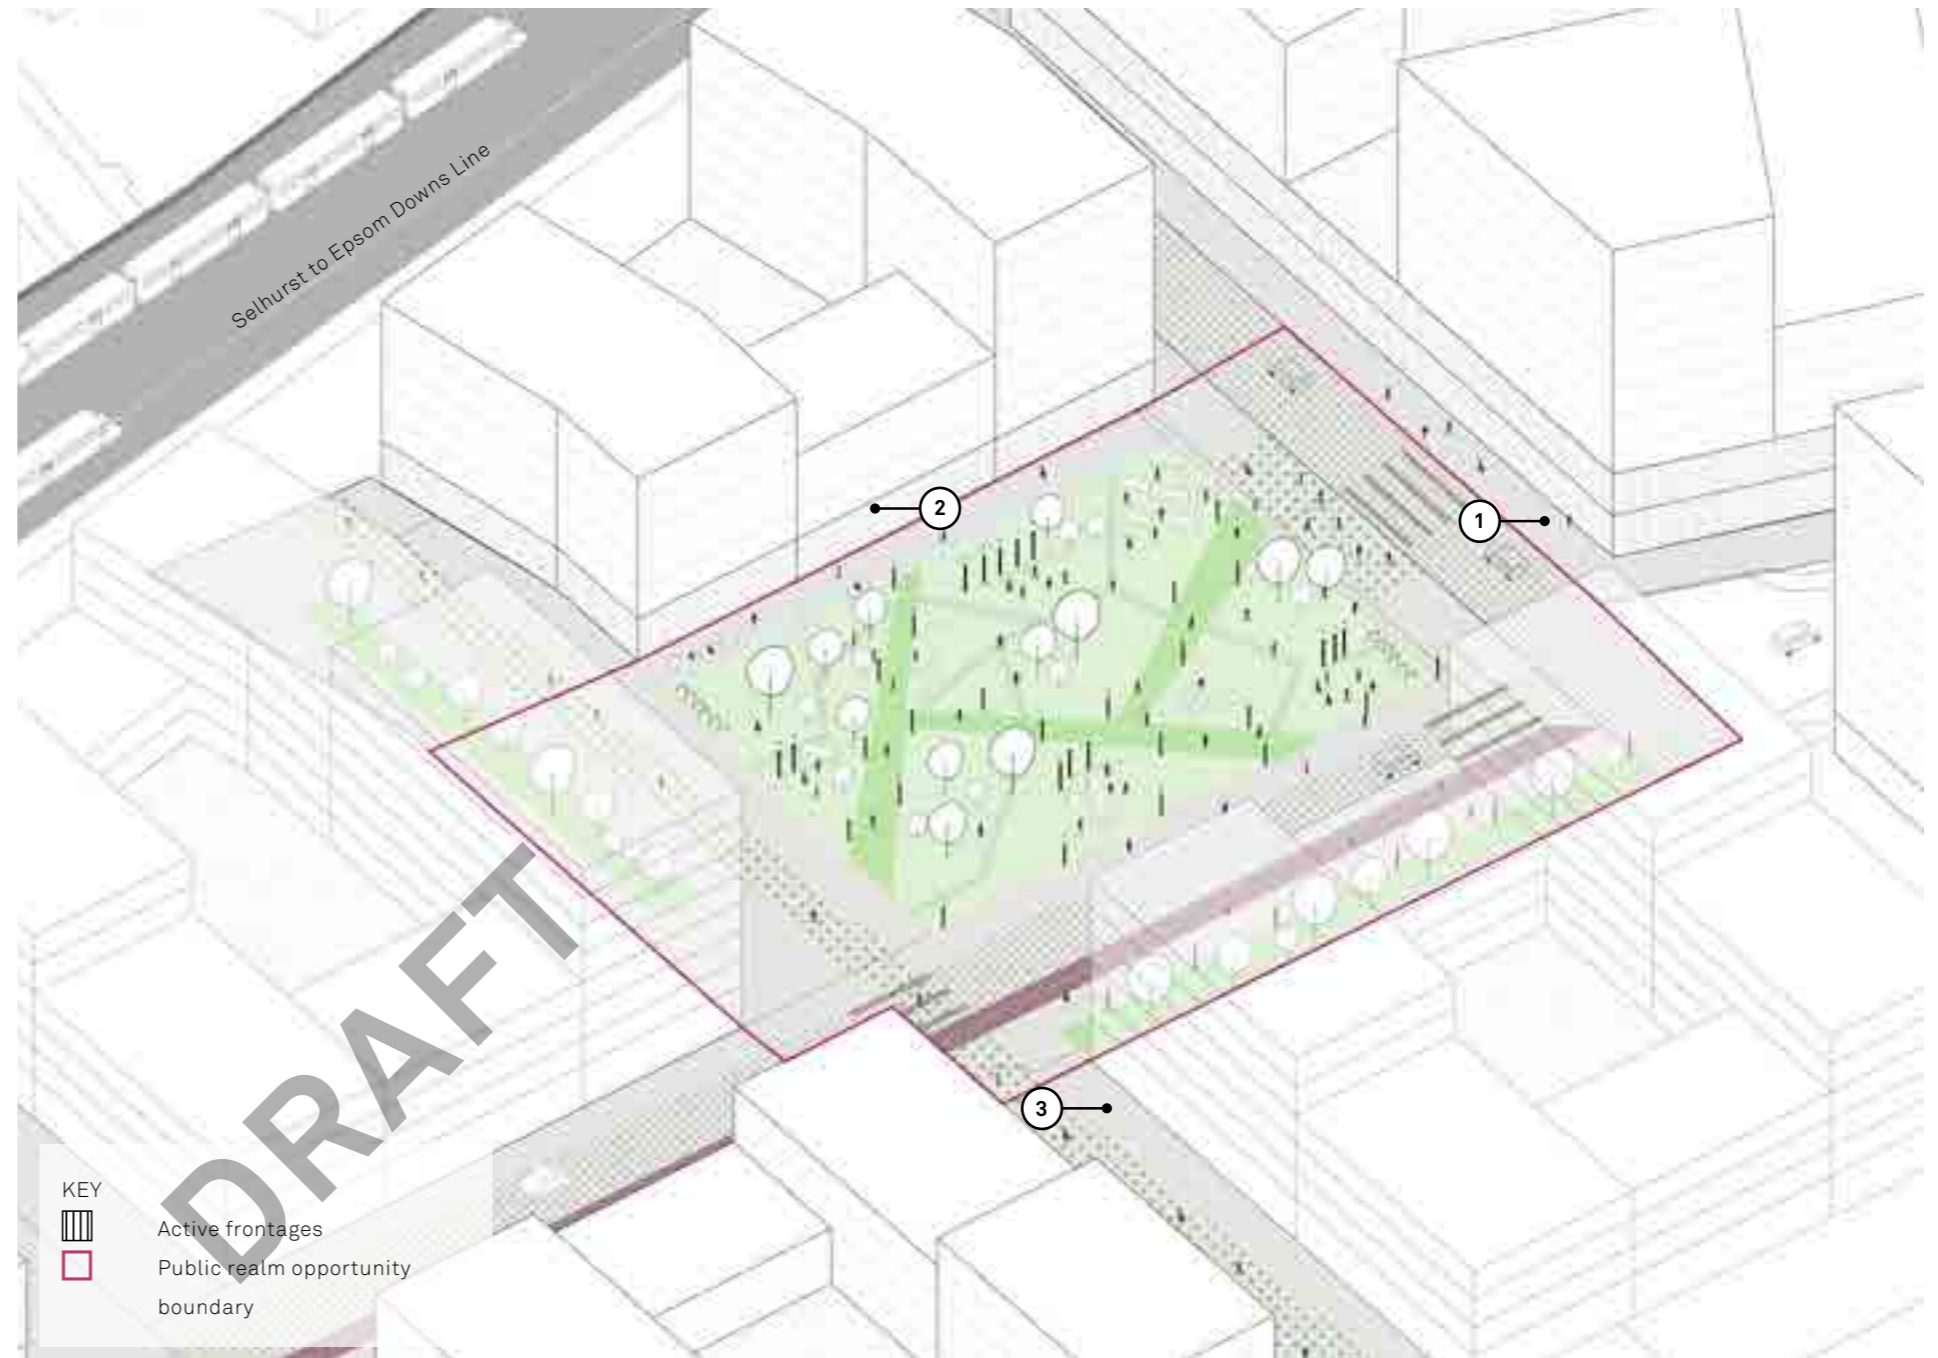 Selhurst to Epsom Downs Line
2
1
3
DRAFT
KEY
Active frontages
Public realm opportunity
boundary